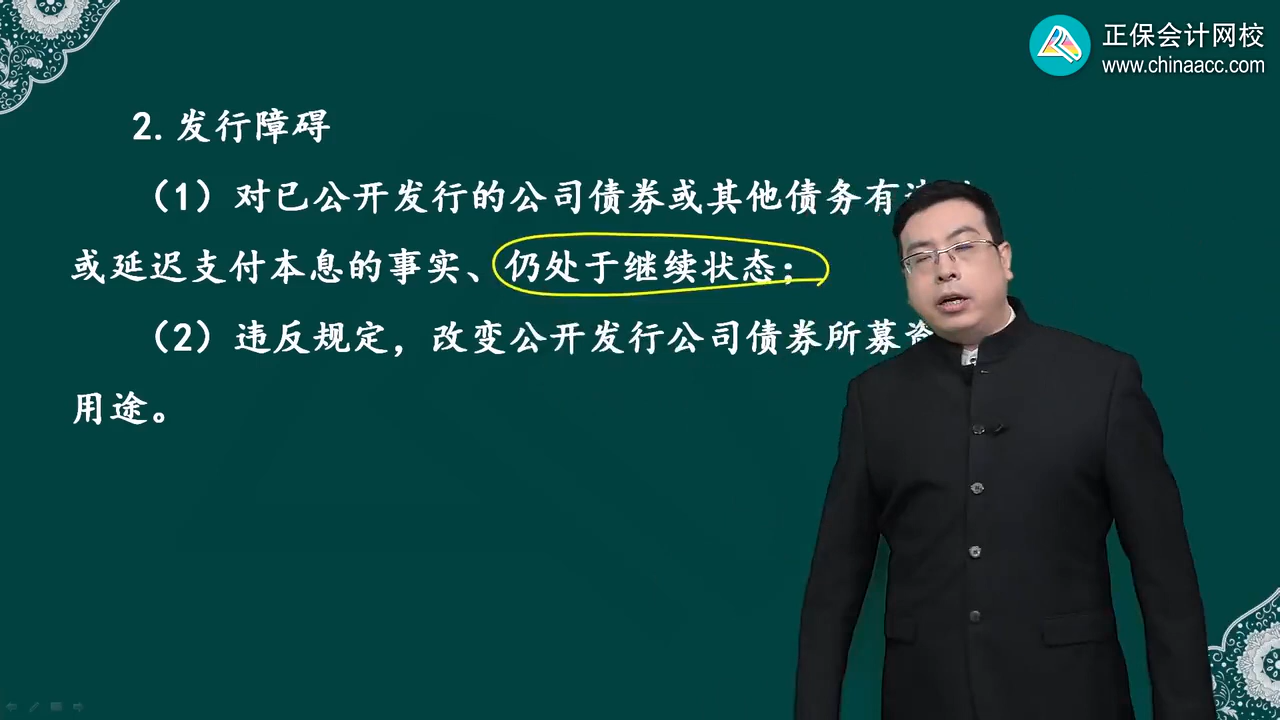 正保会计网校
www.chinaacc.com
2. 发行障碍
（1）对已公开发行的公司债券或其他债务有
或延迟支付本息的事实、仍处于继续状态；
（2）违反规定，改变公开发行公司债券所募
用途。